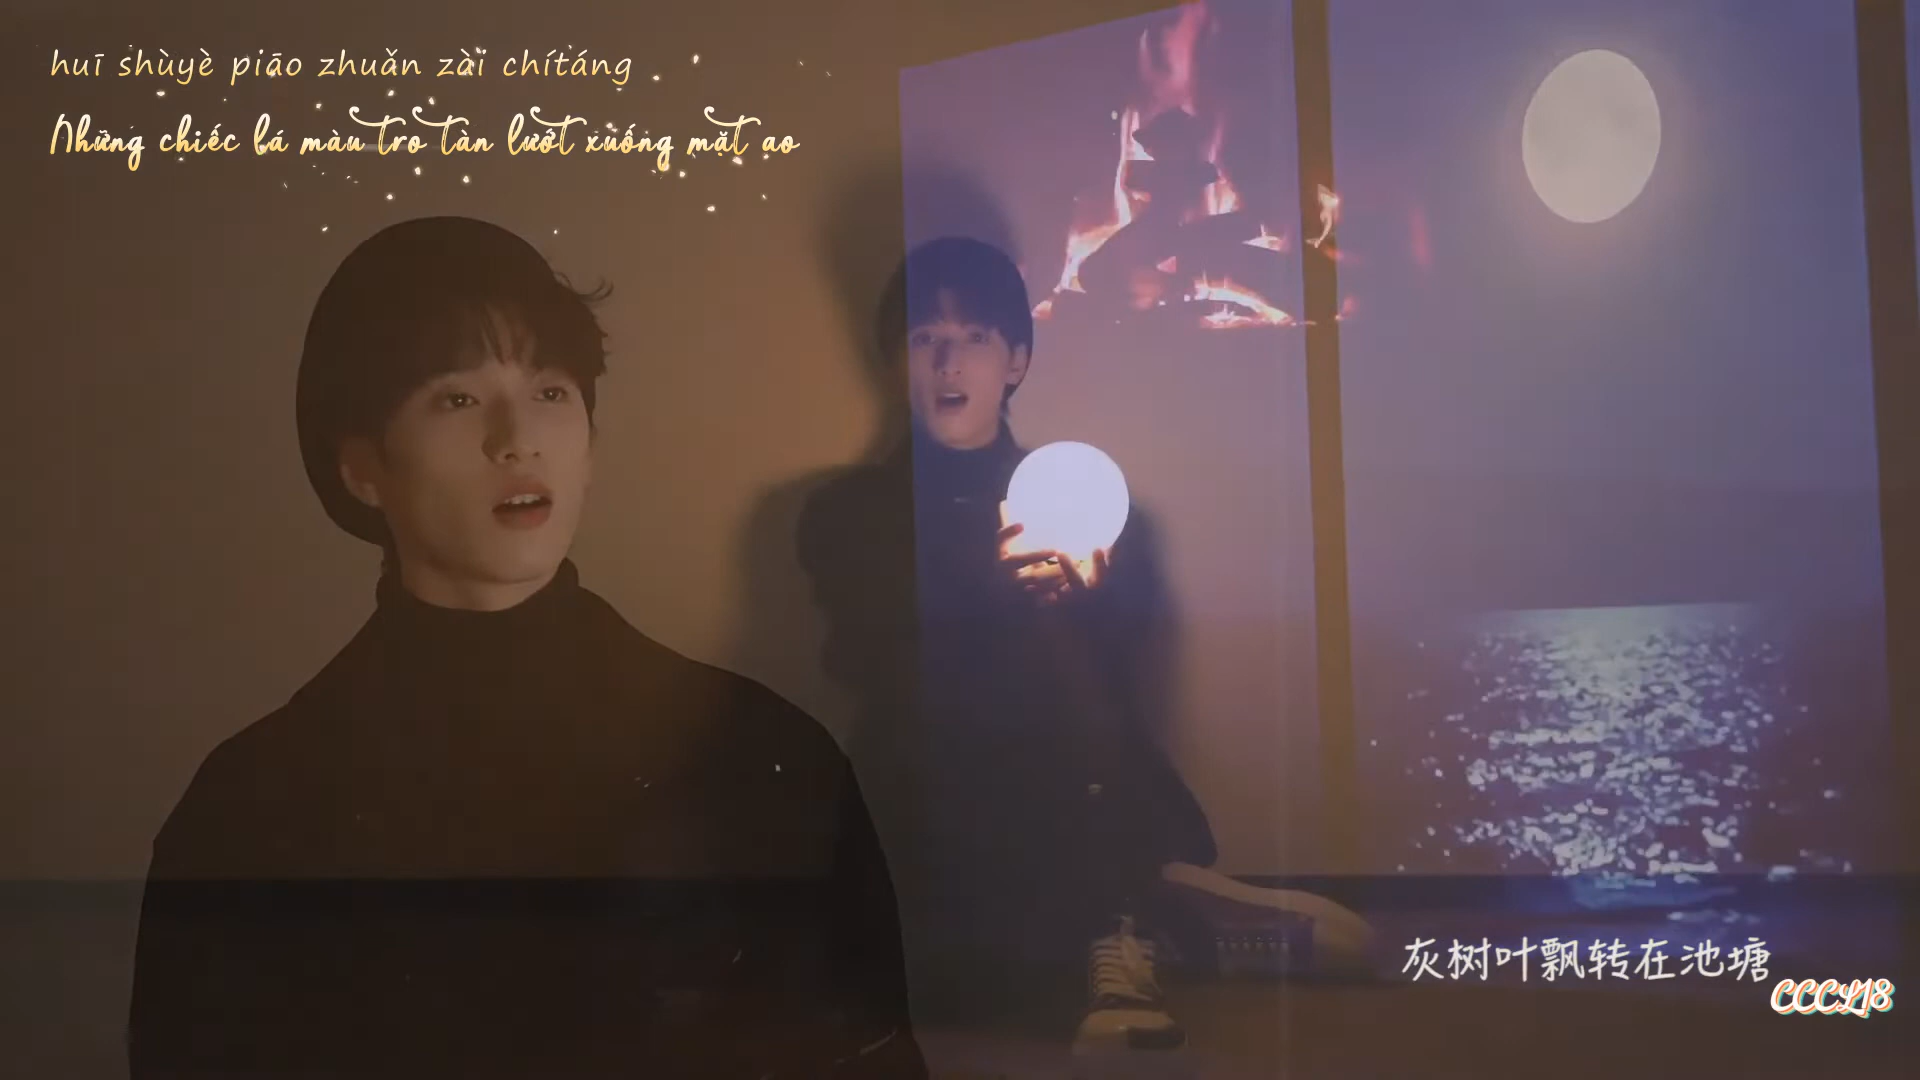 huī shùyè piāo zhuǎn zài chítáng
Những chiếc lá màu tro tàn lướt xuống mặt ao
灰树叶飘转在池塘
CCCL18